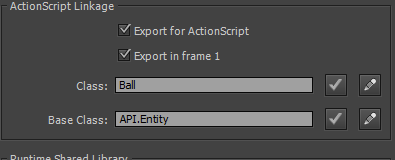 ActionScript Linkage
Export for ActionScript
Export in frame 1
Class: Ball
Base Class: API.Entity
Runtime Shared Library